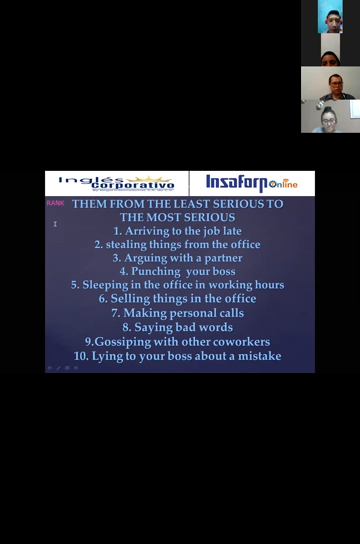 Inglés
Corporativo
Insaforp Online
RANK THEM FROM THE LEAST SERIOUS TO
THE MOST SERIOUS
1. Arriving to the job late
2. stealing things from the office
3. Arguing with a partner
4. Punching your boss
5. Sleeping in the office in working hours
6. Selling things in the office
7. Making personal calls
8. Saying bad words
9.Gossiping with other coworkers
10. Lying to your boss about a mistake